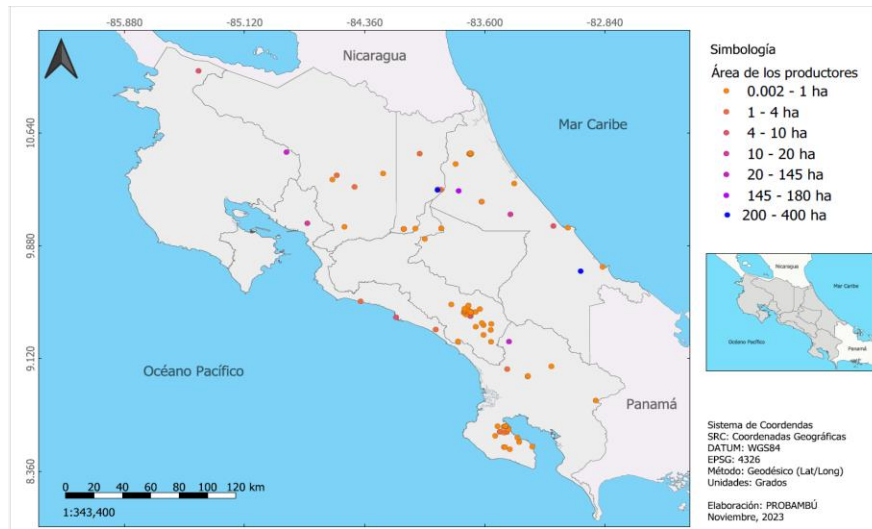 -85.880 -85.120 -84.360 -83.600 -82.840
Nicaragua
Mar Caribe
10.640
9.880
9.120
8.360
Océano Pacífico
Panamá
0 20 40 60 80 100 120 km
1:343,400
Simbología
Área de los productores
0.002 - 1 ha
1 - 4 ha
4 - 10 ha
10 - 20 ha
20 - 145 ha
145 - 180 ha
200 - 400 ha
Nicaragua
Mar Caribe
Océano Pacífico
Panamá
Sistema de Coordendas
SRC: Coordenadas Geográficas
DATUM: WGS84
EPSG: 4326
Método: Geodésico (Lat/Long)
Unidades: Grados
Elaboración: PROBAMBÚ
Noviembre, 2023